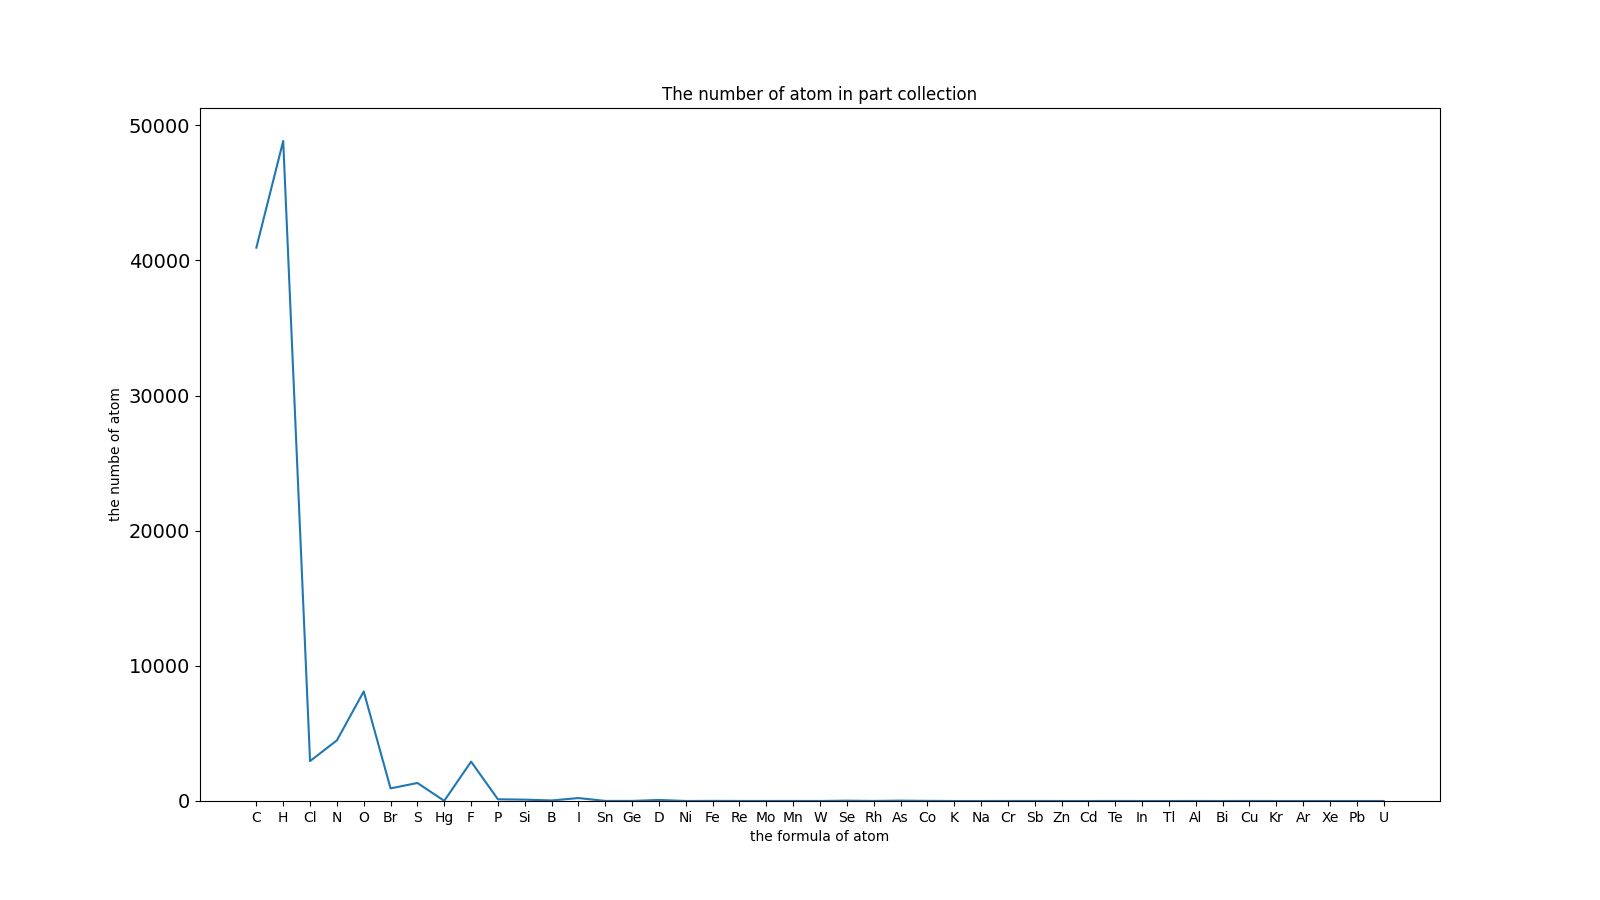 The number of atom in part collection
50000
40000
30000
20000
10000
0
the numbe of atom
C H Cl N O Br S Hg F P Si B I Sn Ge D Ni Fe Re Mo Mn W Se Rh As Co K Na Cr Sb Zn Cd Te In Tl Al Bi Cu Kr Ar Xe Pb U
the formula of atom